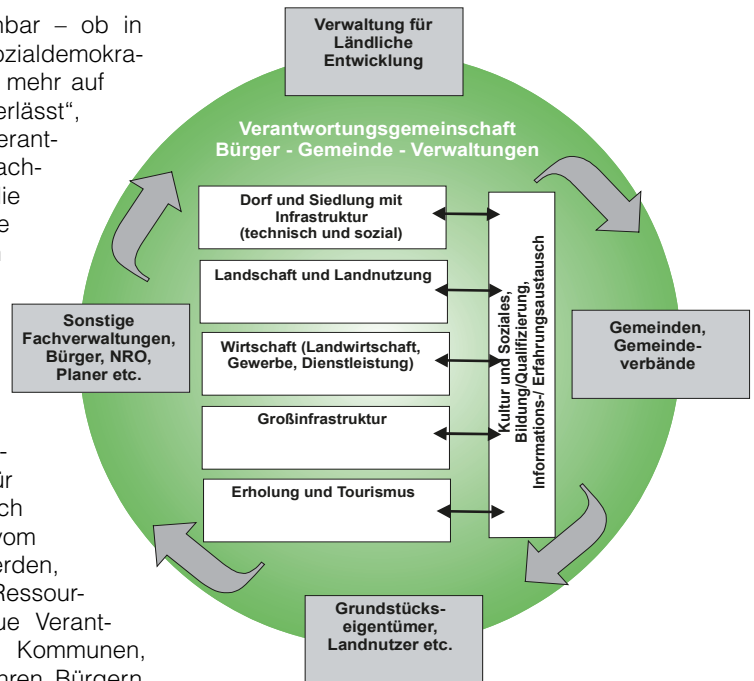 nbar – ob in
ozialdemokra-
mehr auf
erlässt“,
erant-
ach-
lie
e
Verwaltung für
Ländliche
Entwicklung
Verantwortungsgemeinschaft
Bürger - Gemeinde - Verwaltungen
Dorf und Siedlung mit
Infrastruktur
(technisch und sozial)
Landschaft und Landnutzung
Wirtschaft (Landwirtschaft,
Gewerbe, Dienstleistung)
Großinfrastruktur
Erholung und Tourismus
Kultur und Soziales,
Bildung/Qualifizierung,
Informations-/ Erfahrungsaustausch
Sonstige
Fachverwaltungen,
Bürger, NRO,
Planer etc.
Gemeinden,
Gemeinde-
verbände
Grundstücks-
eigentümer,
Landnutzer etc.
-
ür
ch
vom
erden,
Ressour-
ue Verant-
Kommunen,
hren Bürgern